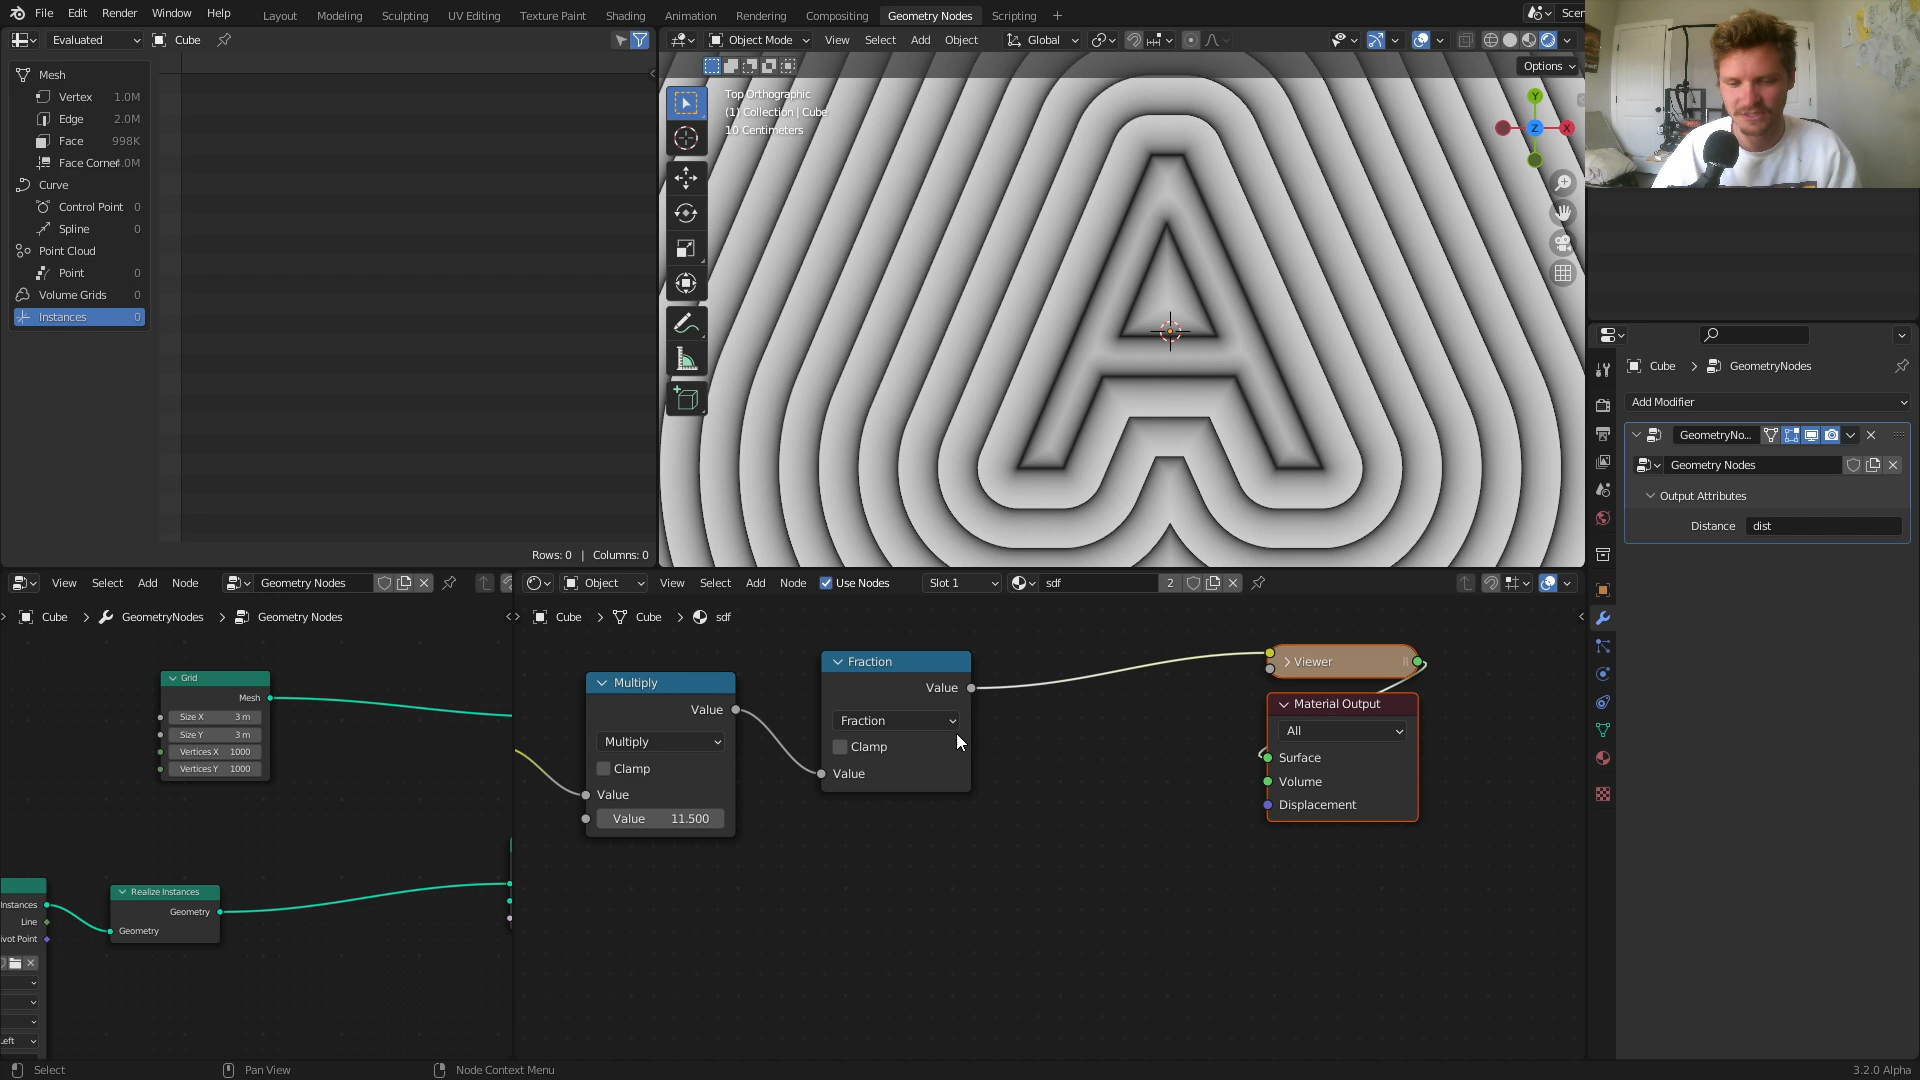 File Edit Render Window Help Layout Modeling Sculpting UV Editing Texture Paint Shading Animation Rendering Compositing Geometry Nodes Scripting + Scen
Evaluated Cube
Object Mode View Select Add Object Global
Options
Mesh
Vertex 1.0M
Edge 2.0M
Face 998K
Face Corner
Curve
Control Point 0
Spline 0
Point Cloud
Point 0
Volume Grids 0
Instances 0
Rows: 0 | Columns: 0
Top Orthographic
(1) Collection | Cube
10 Centimeters
Y
Z
X
A
Cube > GeometryNodes
Add Modifier
GeometryNo...
Geometry Nodes
Output Attributes
Distance dist
View Select Add Node Geometry Nodes
Cube > GeometryNodes > Geometry Nodes
Grid
Mesh
Size X 3 m
Size Y 3 m
Vertices X 1000
Vertices Y 1000
Instances
Line
ivot Point
Left
Realize Instances
Geometry
Geometry
Object View Select Add Node Use Nodes Slot 1 sdf 2
Cube > Cube > sdf
Multiply
Value
Multiply
Clamp
Value
Value 11.500
Fraction
Value
Fraction
Clamp
Value
Viewer
Material Output
All
Surface
Volume
Displacement
Select Pan View Node Context Menu 3.2.0 Alpha